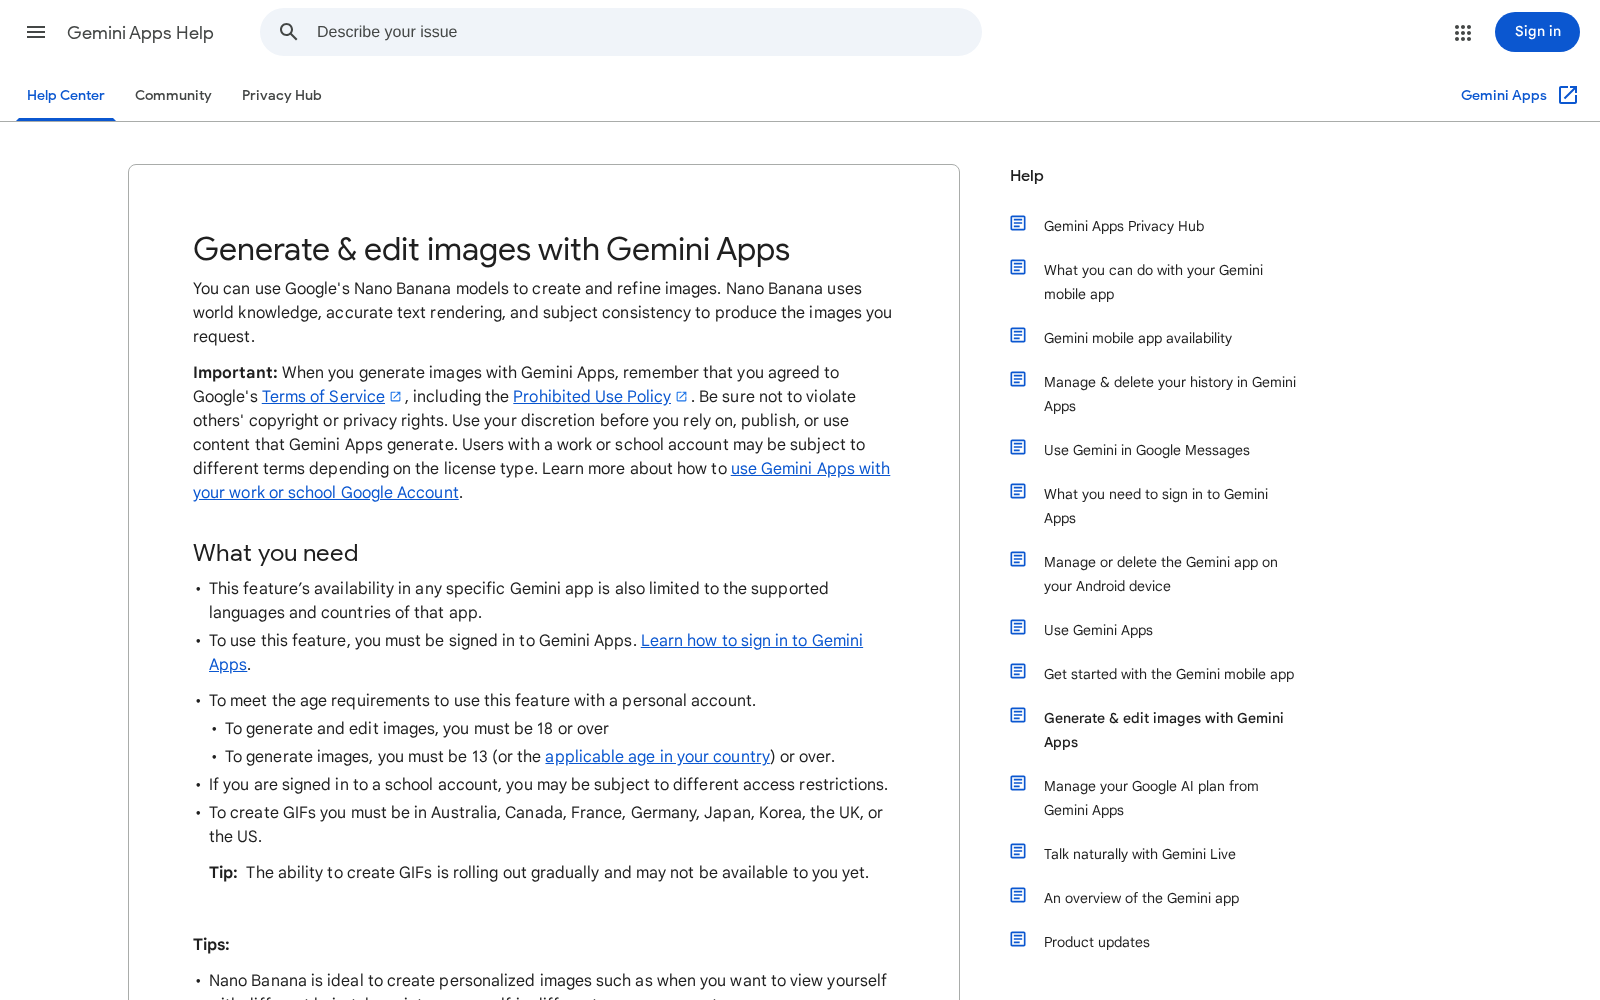 Gemini Apps Help
Describe your issue
Sign in
Help Center
Community
Privacy Hub
Gemini Apps
Generate & edit images with Gemini Apps
You can use Google's Nano Banana models to create and refine images. Nano Banana uses
world knowledge, accurate text rendering, and subject consistency to produce the images you
request.
Important: When you generate images with Gemini Apps, remember that you agreed to
Google's Terms of Service , including the Prohibited Use Policy . Be sure not to violate
others' copyright or privacy rights. Use your discretion before you rely on, publish, or use
content that Gemini Apps generate. Users with a work or school account may be subject to
different terms depending on the license type. Learn more about how to use Gemini Apps with
your work or school Google Account.
What you need
• This feature’s availability in any specific Gemini app is also limited to the supported
languages and countries of that app.
• To use this feature, you must be signed in to Gemini Apps. Learn how to sign in to Gemini
Apps.
• To meet the age requirements to use this feature with a personal account.
• To generate and edit images, you must be 18 or over
• To generate images, you must be 13 (or the applicable age in your country) or over.
• If you are signed in to a school account, you may be subject to different access restrictions.
• To create GIFs you must be in Australia, Canada, France, Germany, Japan, Korea, the UK, or
the US.
Tip: The ability to create GIFs is rolling out gradually and may not be available to you yet.
Tips:
• Nano Banana is ideal to create personalized images such as when you want to view yourself
Help
Gemini Apps Privacy Hub
What you can do with your Gemini
mobile app
Gemini mobile app availability
Manage & delete your history in Gemini
Apps
Use Gemini in Google Messages
What you need to sign in to Gemini
Apps
Manage or delete the Gemini app on
your Android device
Use Gemini Apps
Get started with the Gemini mobile app
Generate & edit images with Gemini
Apps
Manage your Google AI plan from
Gemini Apps
Talk naturally with Gemini Live
An overview of the Gemini app
Product updates